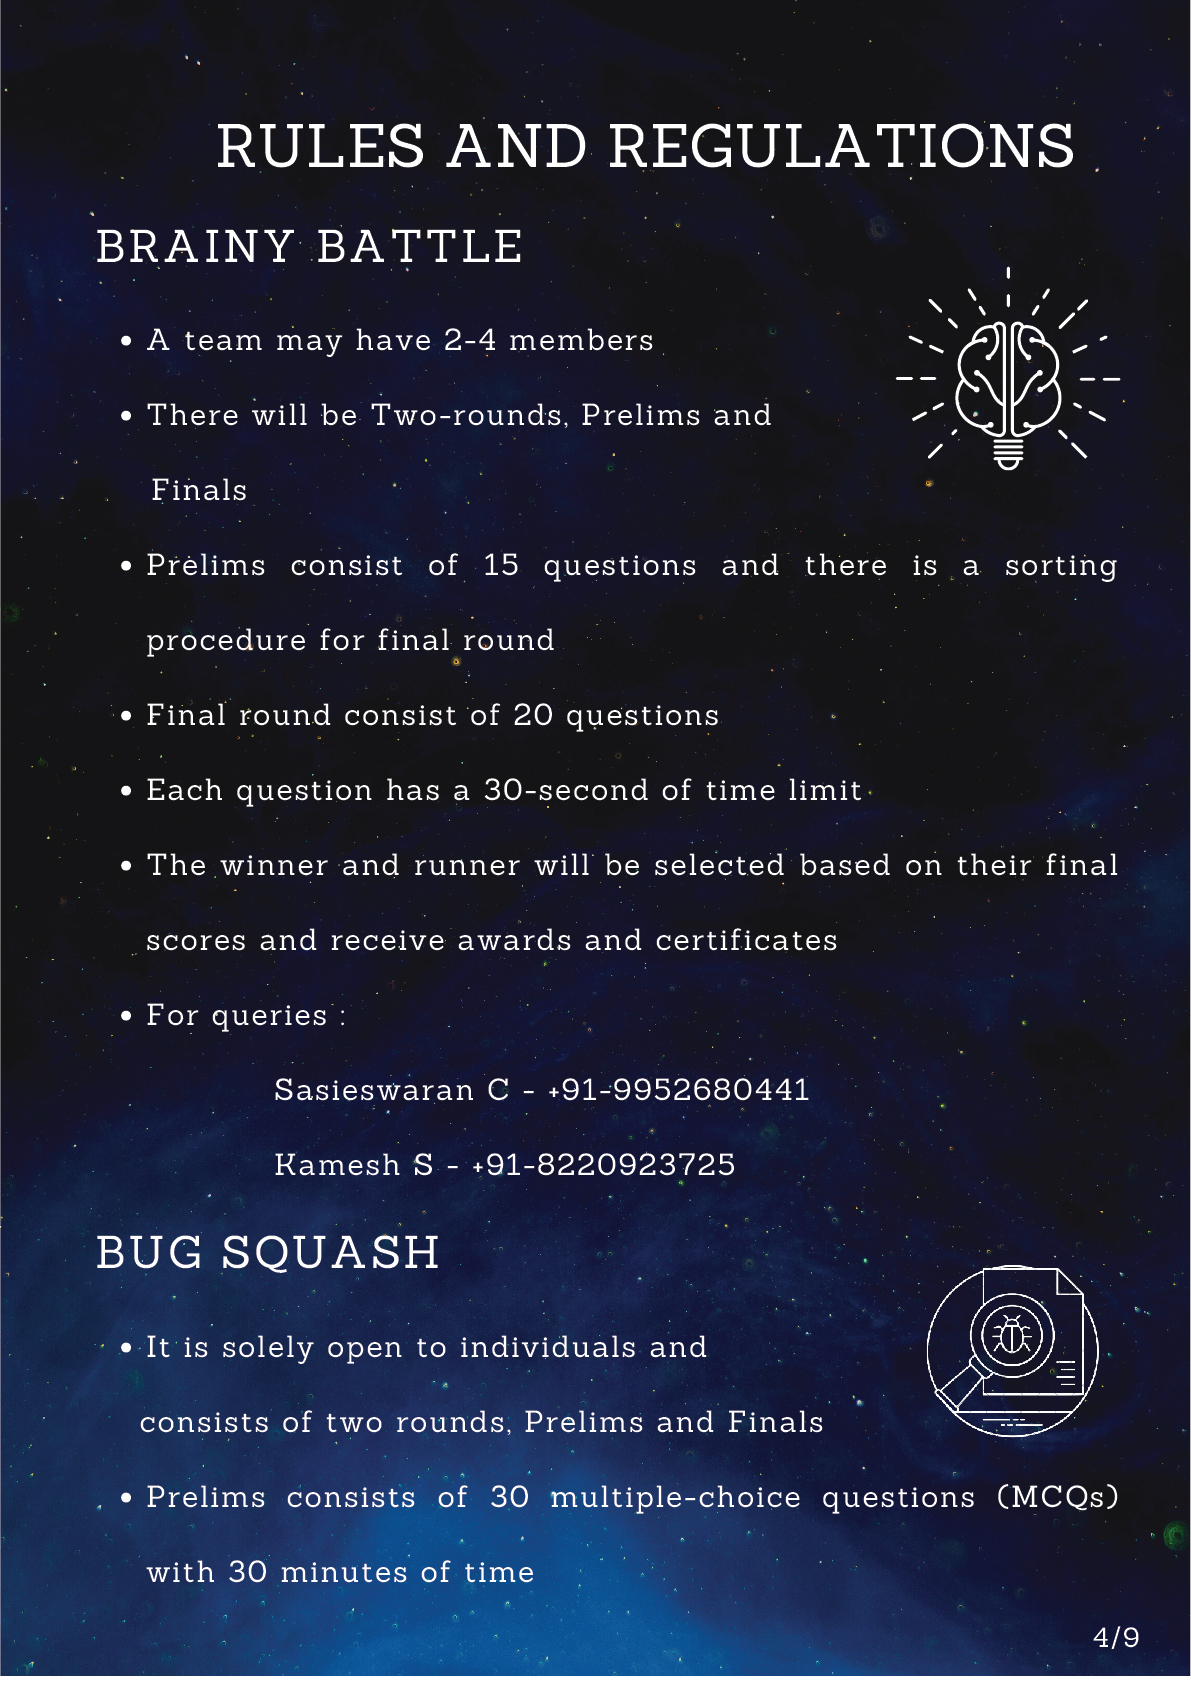 RULES AND REGULATIONS
BRAINY BATTLE
• A team may have 2-4 members
• There will be Two-rounds, Prelims and
Finals
• Prelims consist of 15 questions and there is a sorting
procedure for final round
• Final round consist of 20 questions
• Each question has a 30-second of time limit
• The winner and runner will be selected based on their final
scores and receive awards and certificates
• For queries :
Sasieswaran C - +91-9952680441
Kamesh S - +91-8220923725
BUG SQUASH
• It is solely open to individuals and
consists of two rounds, Prelims and Finals
• Prelims consists of 30 multiple-choice questions (MCQs)
with 30 minutes of time
4/9